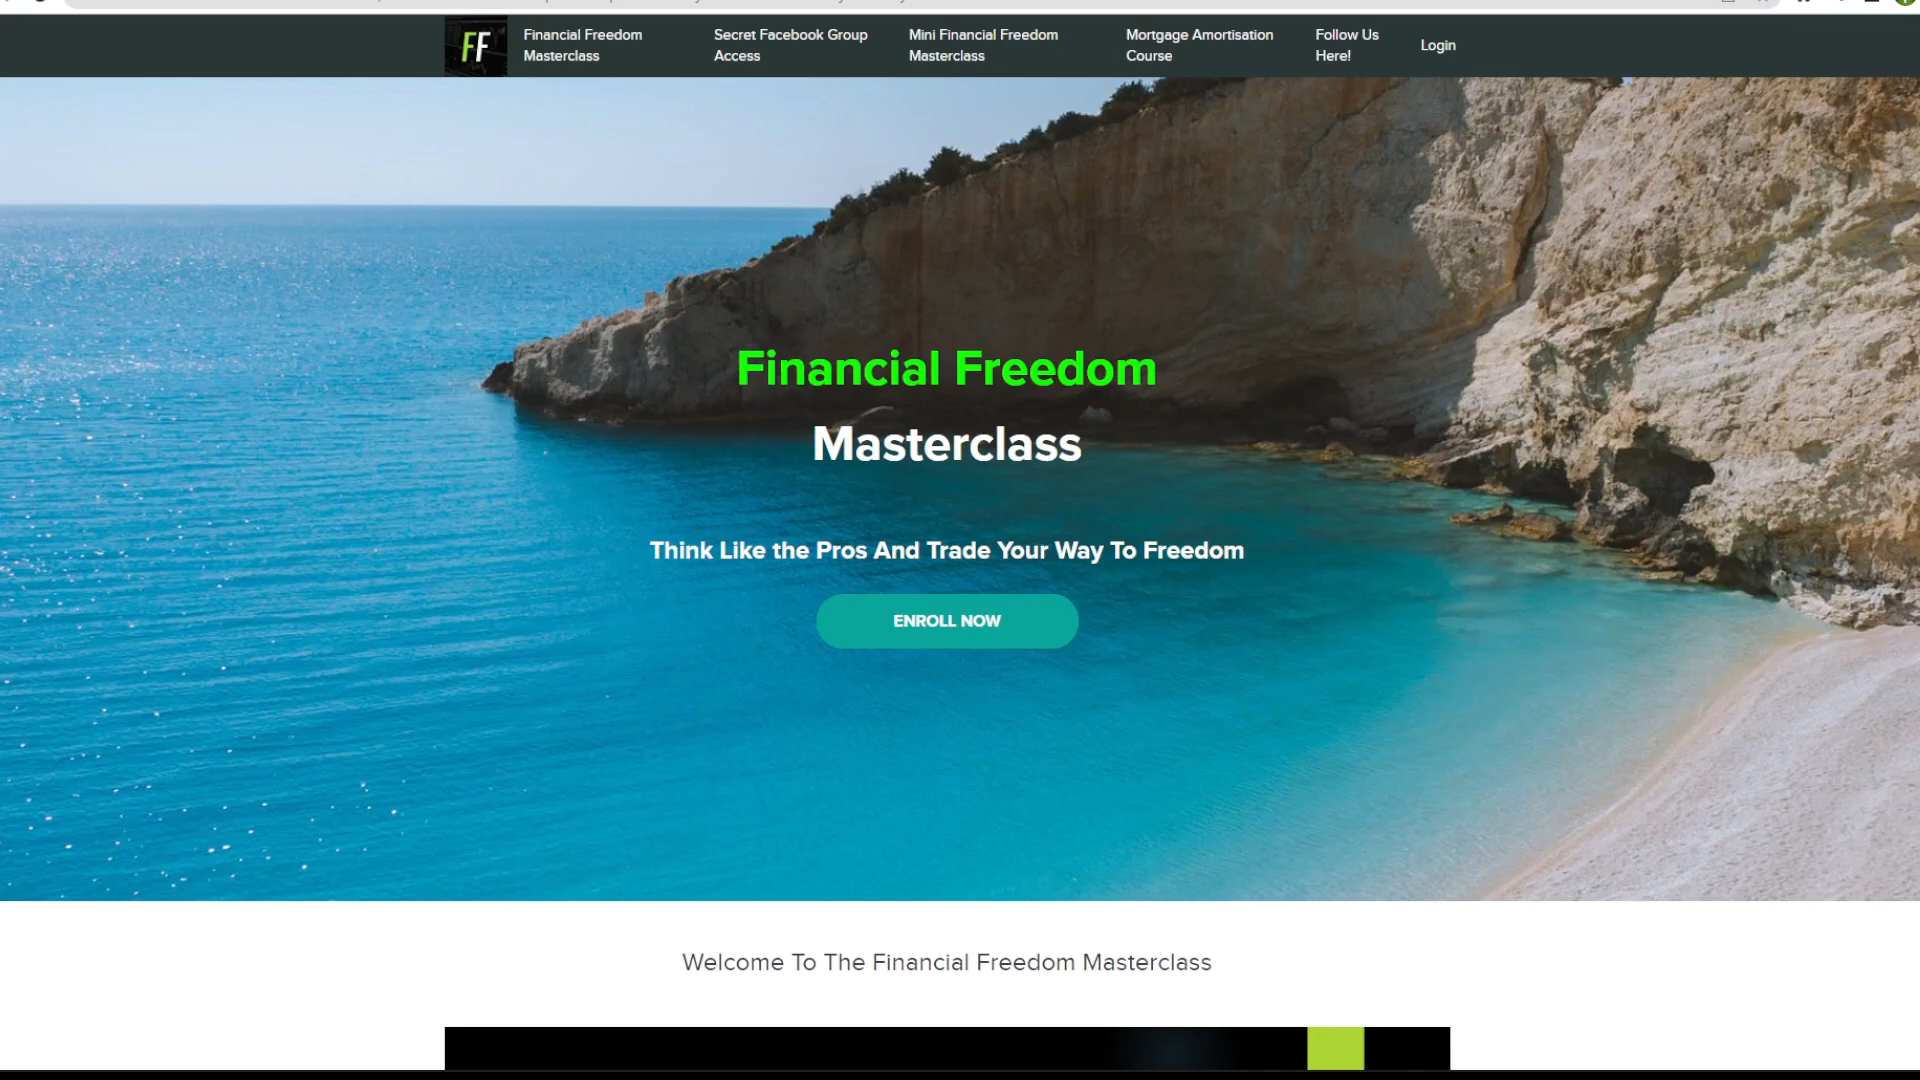 FF
Financial Freedom
Masterclass
Secret Facebook Group
Access
Mini Financial Freedom
Masterclass
Mortgage Amortisation
Course
Follow Us
Here!
Login
Financial Freedom
Masterclass
Think Like the Pros And Trade Your Way To Freedom
ENROLL NOW
Welcome To The Financial Freedom Masterclass